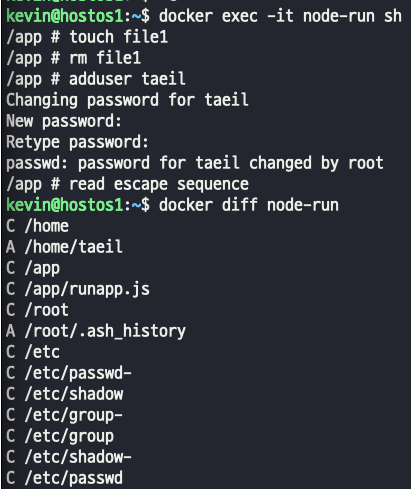 kevin@hostos1:~$ docker exec -it node-run sh
/app # touch file1
/app # rm file1
/app # adduser taeil
Changing password for taeil
New password:
Retype password:
passwd: password for taeil changed by root
/app # read escape sequence
kevin@hostos1:~$ docker diff node-run
C /home
A /home/taeil
C /app
C /app/runapp.js
C /root
A /root/.ash_history
C /etc
C /etc/passwd-
C /etc/shadow
C /etc/group-
C /etc/group
C /etc/shadow-
C /etc/passwd